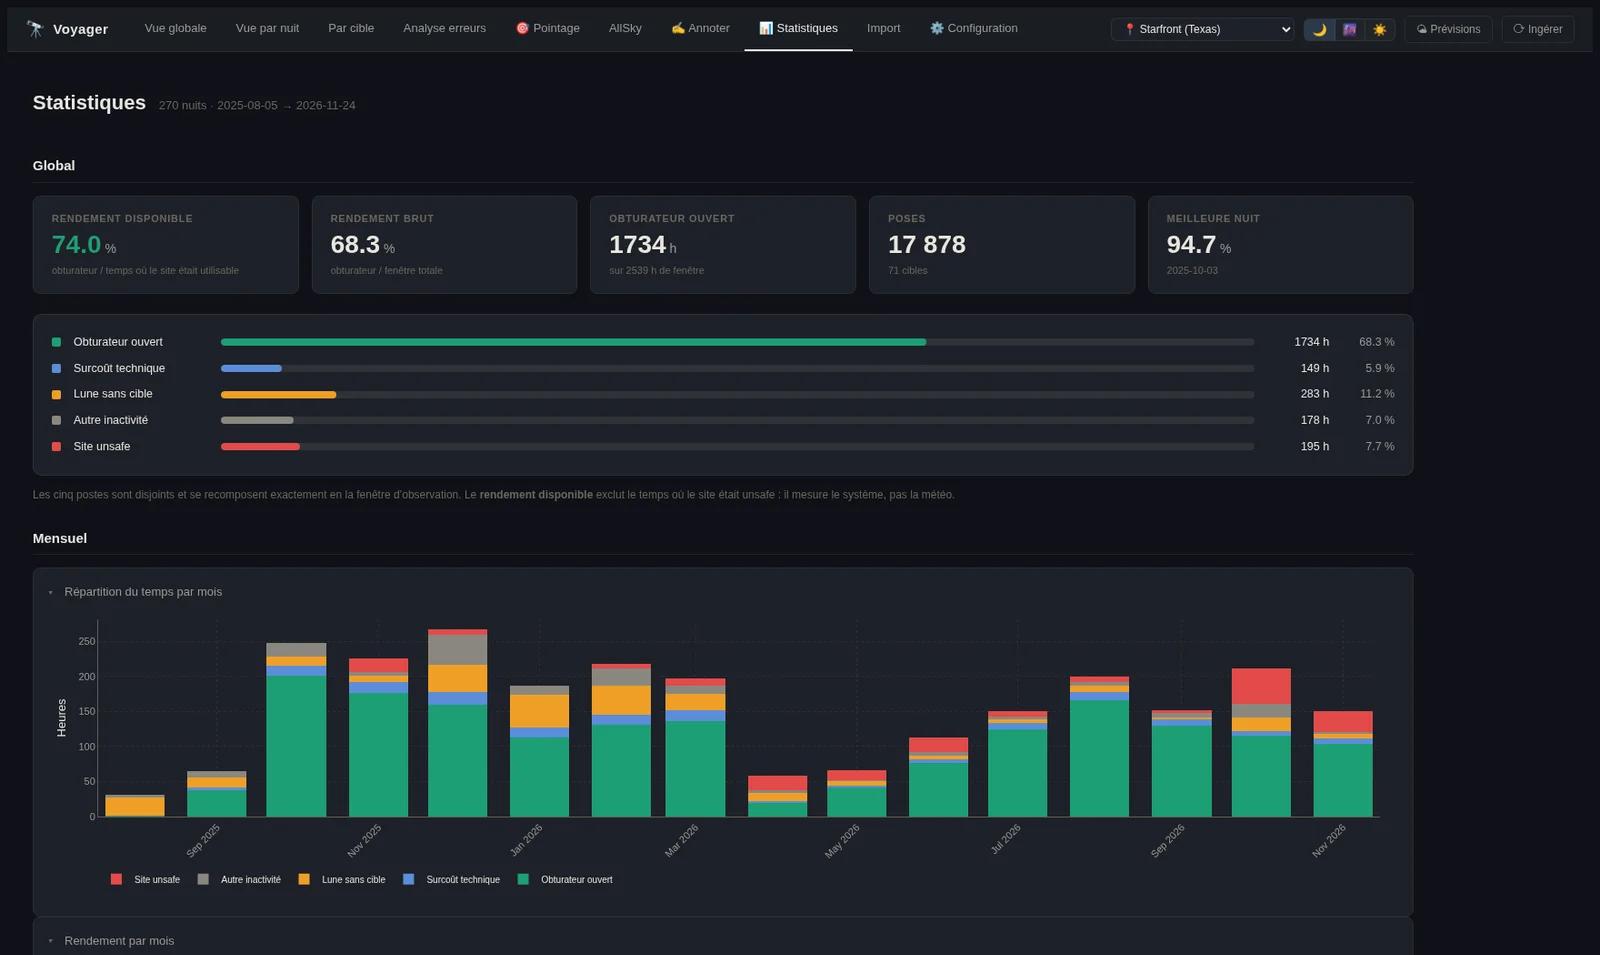 Voyager Vue globale Vue par nuit Par cible Analyse erreurs 🎯 Pointage AllSky ✍️ Annoter 📊 Statistiques Import ⚙️ Configuration 📍 Starfront (Texas) 🌙 🌆 ☀️ 🌤 Prévisions ⟳ Ingérer
Statistiques 270 nuits · 2025-08-05 → 2026-11-24
Global
RENDEMENT DISPONIBLE
74.0 %
obturateur / temps où le site était utilisable
RENDEMENT BRUT
68.3 %
obturateur / fenêtre totale
OBTURATEUR OUVERT
1734 h
sur 2539 h de fenêtre
POSES
17 878
71 cibles
MEILLEURE NUIT
94.7 %
2025-10-03
Obturateur ouvert 1734 h 68.3 %
Surcoût technique 149 h 5.9 %
Lune sans cible 283 h 11.2 %
Autre inactivité 178 h 7.0 %
Site unsafe 195 h 7.7 %
Les cinq postes sont disjoints et se recomposent exactement en la fenêtre d'observation. Le rendement disponible exclut le temps où le site était unsafe : il mesure le système, pas la météo.
Mensuel
▾ Répartition du temps par mois
Heures
250
200
150
100
50
0
Sep 2025 Nov 2025 Jan 2026 Mar 2026 May 2026 Jul 2026 Sep 2026 Nov 2026
Site unsafe Autre inactivité Lune sans cible Surcoût technique Obturateur ouvert
▾ Rendement par mois